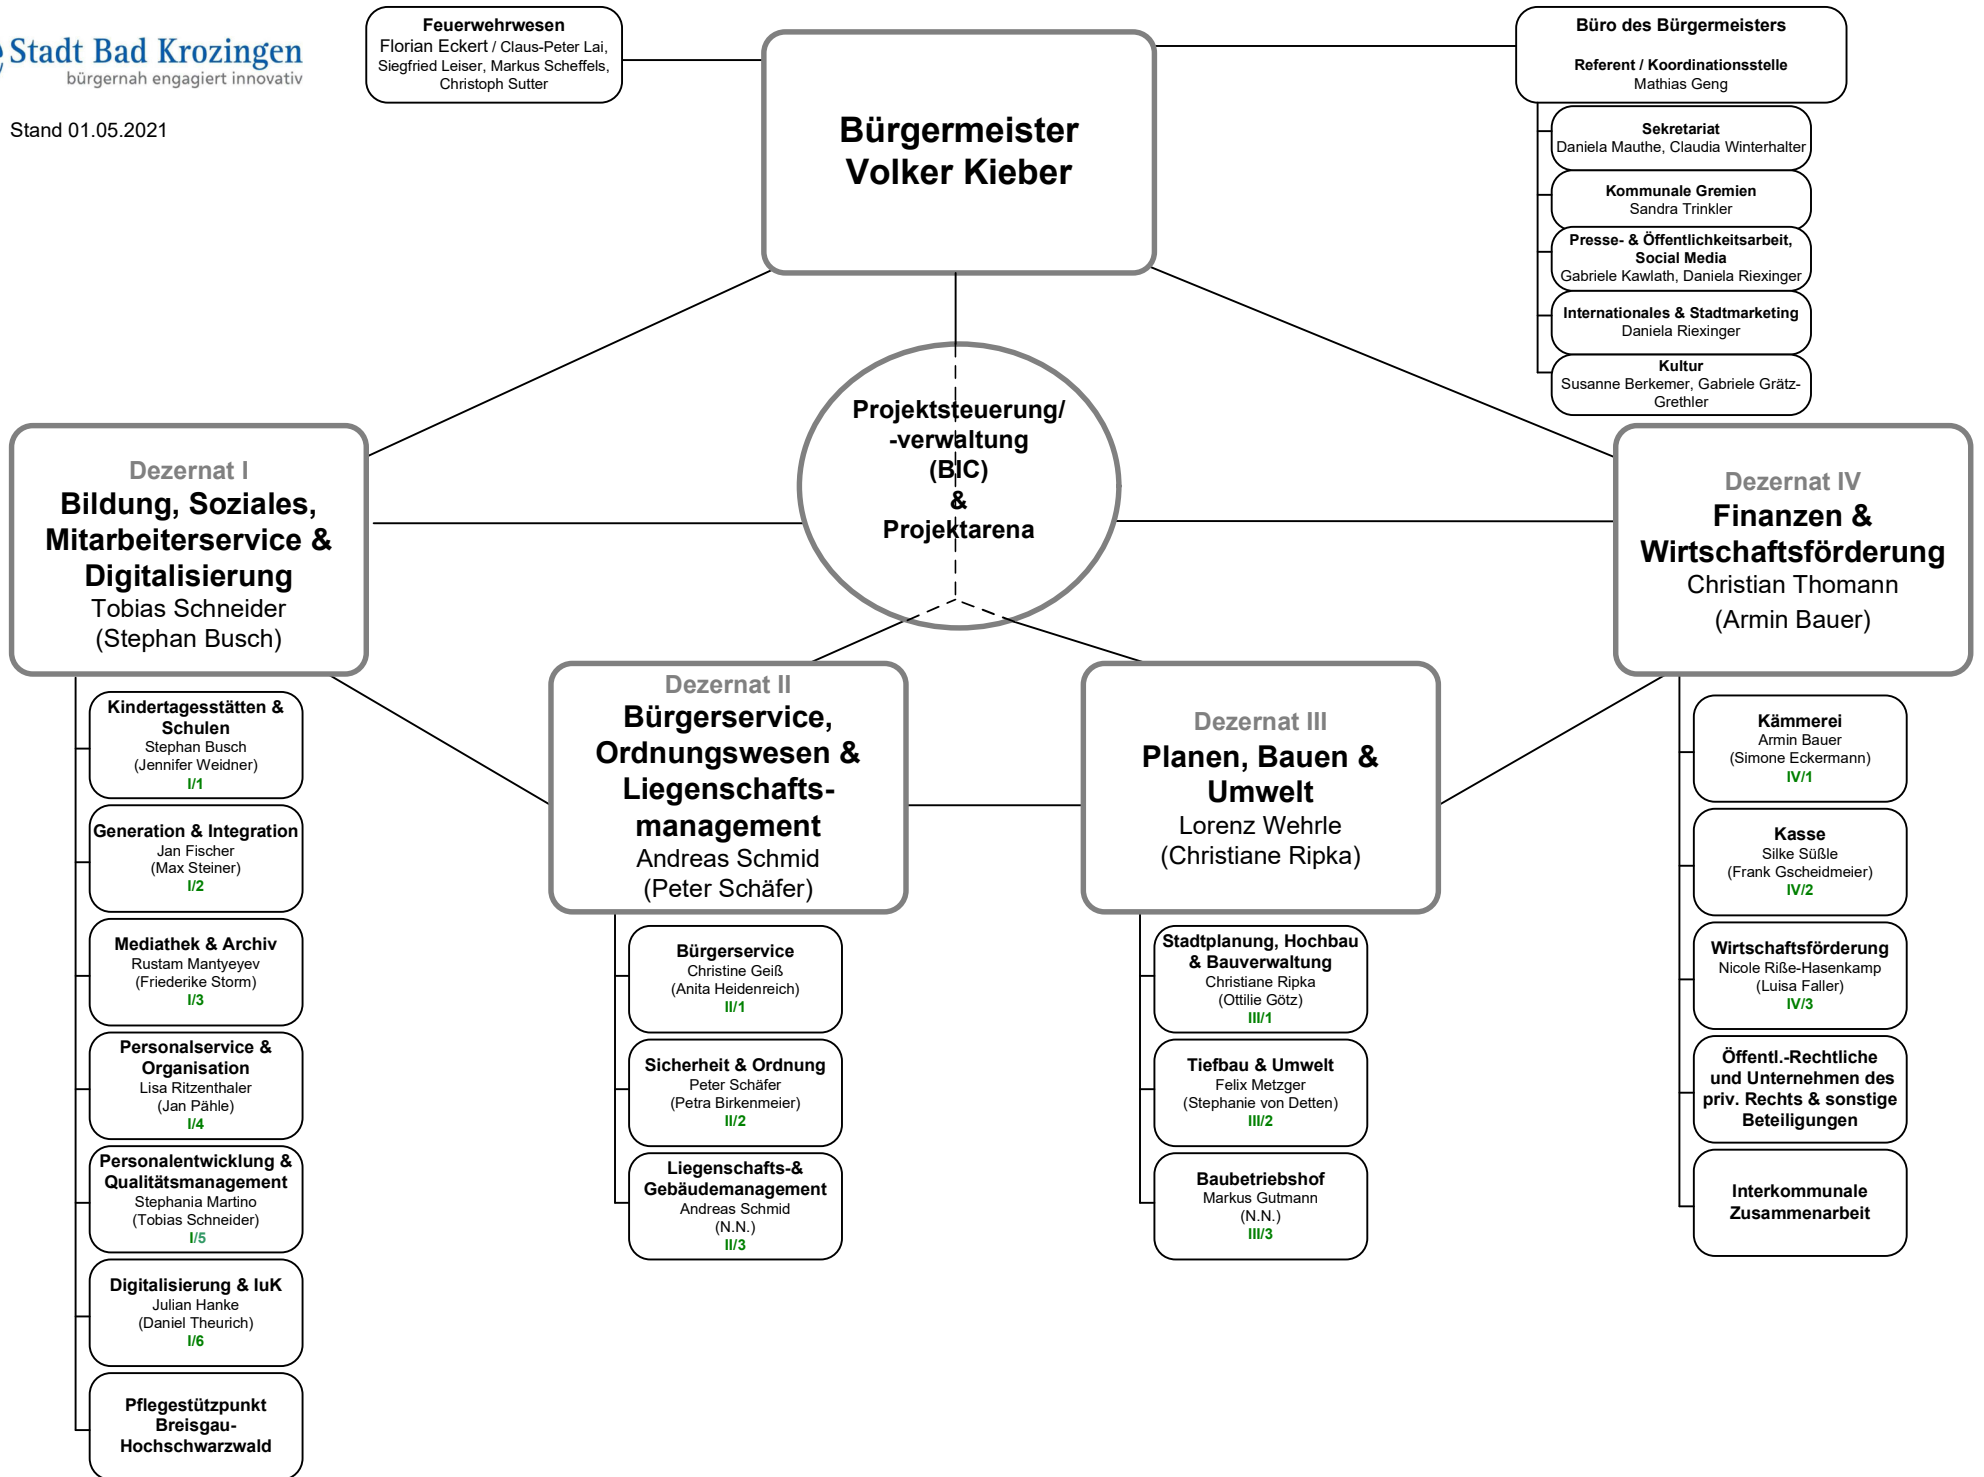 Stadt Bad Krozingen
bürgernah engagiert innovativ
Stand 01.05.2021
Feuerwehrwesen
Florian Eckert / Claus-Peter Lai,
Siegfried Leiser, Markus Scheffels,
Christoph Sutter
Bürgermeister
Volker Kieber
Büro des Bürgermeisters
Referent / Koordinationsstelle
Mathias Geng
Sekretariat
Daniela Mauthe, Claudia Winterhalter
Kommunale Gremien
Sandra Trinkler
Presse- & Öffentlichkeitsarbeit,
Social Media
Gabriele Kawlath, Daniela Riexinger
Internationales & Stadtmarketing
Daniela Riexinger
Kultur
Susanne Berkemer, Gabriele Grätz-
Grethler
Projektsteuerung/
-verwaltung
(BIC)
&
Projektarena
Dezernat I
Bildung, Soziales,
Mitarbeiterservice &
Digitalisierung
Tobias Schneider
(Stephan Busch)
Kindertagesstätten &
Schulen
Stephan Busch
(Jennifer Weidner)
I/1
Generation & Integration
Jan Fischer
(Max Steiner)
I/2
Mediathek & Archiv
Rustam Mantyeyev
(Friederike Storm)
I/3
Personalservice &
Organisation
Lisa Ritzenthaler
(Jan Pähle)
I/4
Personalentwicklung &
Qualitätsmanagement
Stephania Martino
(Tobias Schneider)
I/5
Digitalisierung & IuK
Julian Hanke
(Daniel Theurich)
I/6
Pflegestützpunkt
Breisgau-
Hochschwarzwald
Dezernat II
Bürgerservice,
Ordnungswesen &
Liegenschafts-
management
Andreas Schmid
(Peter Schäfer)
Bürgerservice
Christine Geiß
(Anita Heidenreich)
II/1
Sicherheit & Ordnung
Peter Schäfer
(Petra Birkenmeier)
II/2
Liegenschafts-&
Gebäudemanagement
Andreas Schmid
(N.N.)
II/3
Dezernat III
Planen, Bauen &
Umwelt
Lorenz Wehrle
(Christiane Ripka)
Stadtplanung, Hochbau
& Bauverwaltung
Christiane Ripka
(Ottilie Götz)
III/1
Tiefbau & Umwelt
Felix Metzger
(Stephanie von Detten)
III/2
Baubetriebshof
Markus Gutmann
(N.N.)
III/3
Dezernat IV
Finanzen &
Wirtschaftsförderung
Christian Thomann
(Armin Bauer)
Kämmerei
Armin Bauer
(Simone Eckermann)
IV/1
Kasse
Silke Süßle
(Frank Gscheidmeier)
IV/2
Wirtschaftsförderung
Nicole Riße-Hasenkamp
(Luisa Faller)
IV/3
Öffentl.-Rechtliche
und Unternehmen des
priv. Rechts & sonstige
Beteiligungen
Interkommunale
Zusammenarbeit